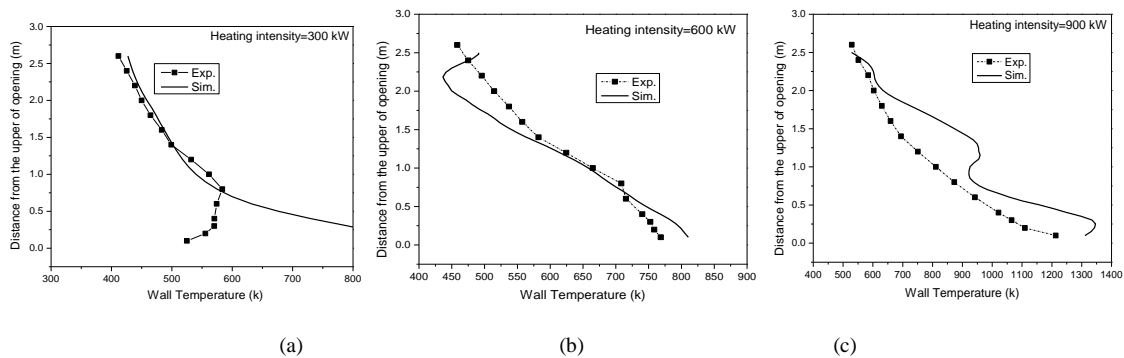 (a)
Heating intensity=300 kW
Exp.
Sim.
Distance from the upper of opening (m)
3.0
2.5
2.0
1.5
1.0
0.5
0.0
300 400 500 600 700 800
Wall Temperature (k)
Heating intensity=600 kW
Exp.
Sim.
Distance from the upper of opening (m)
3.0
2.5
2.0
1.5
1.0
0.5
0.0
400 450 500 550 600 650 700 750 800 850 900
Wall Temperature (k)
(b)
(c)
Heating intensity=900 kW
Exp.
Sim.
Distance from the upper of opening (m)
3.0
2.5
2.0
1.5
1.0
0.5
0.0
400 500 600 700 800 900 1000 1100 1200 1300 1400
Wall Temperature (k)
(a) (b) (c)